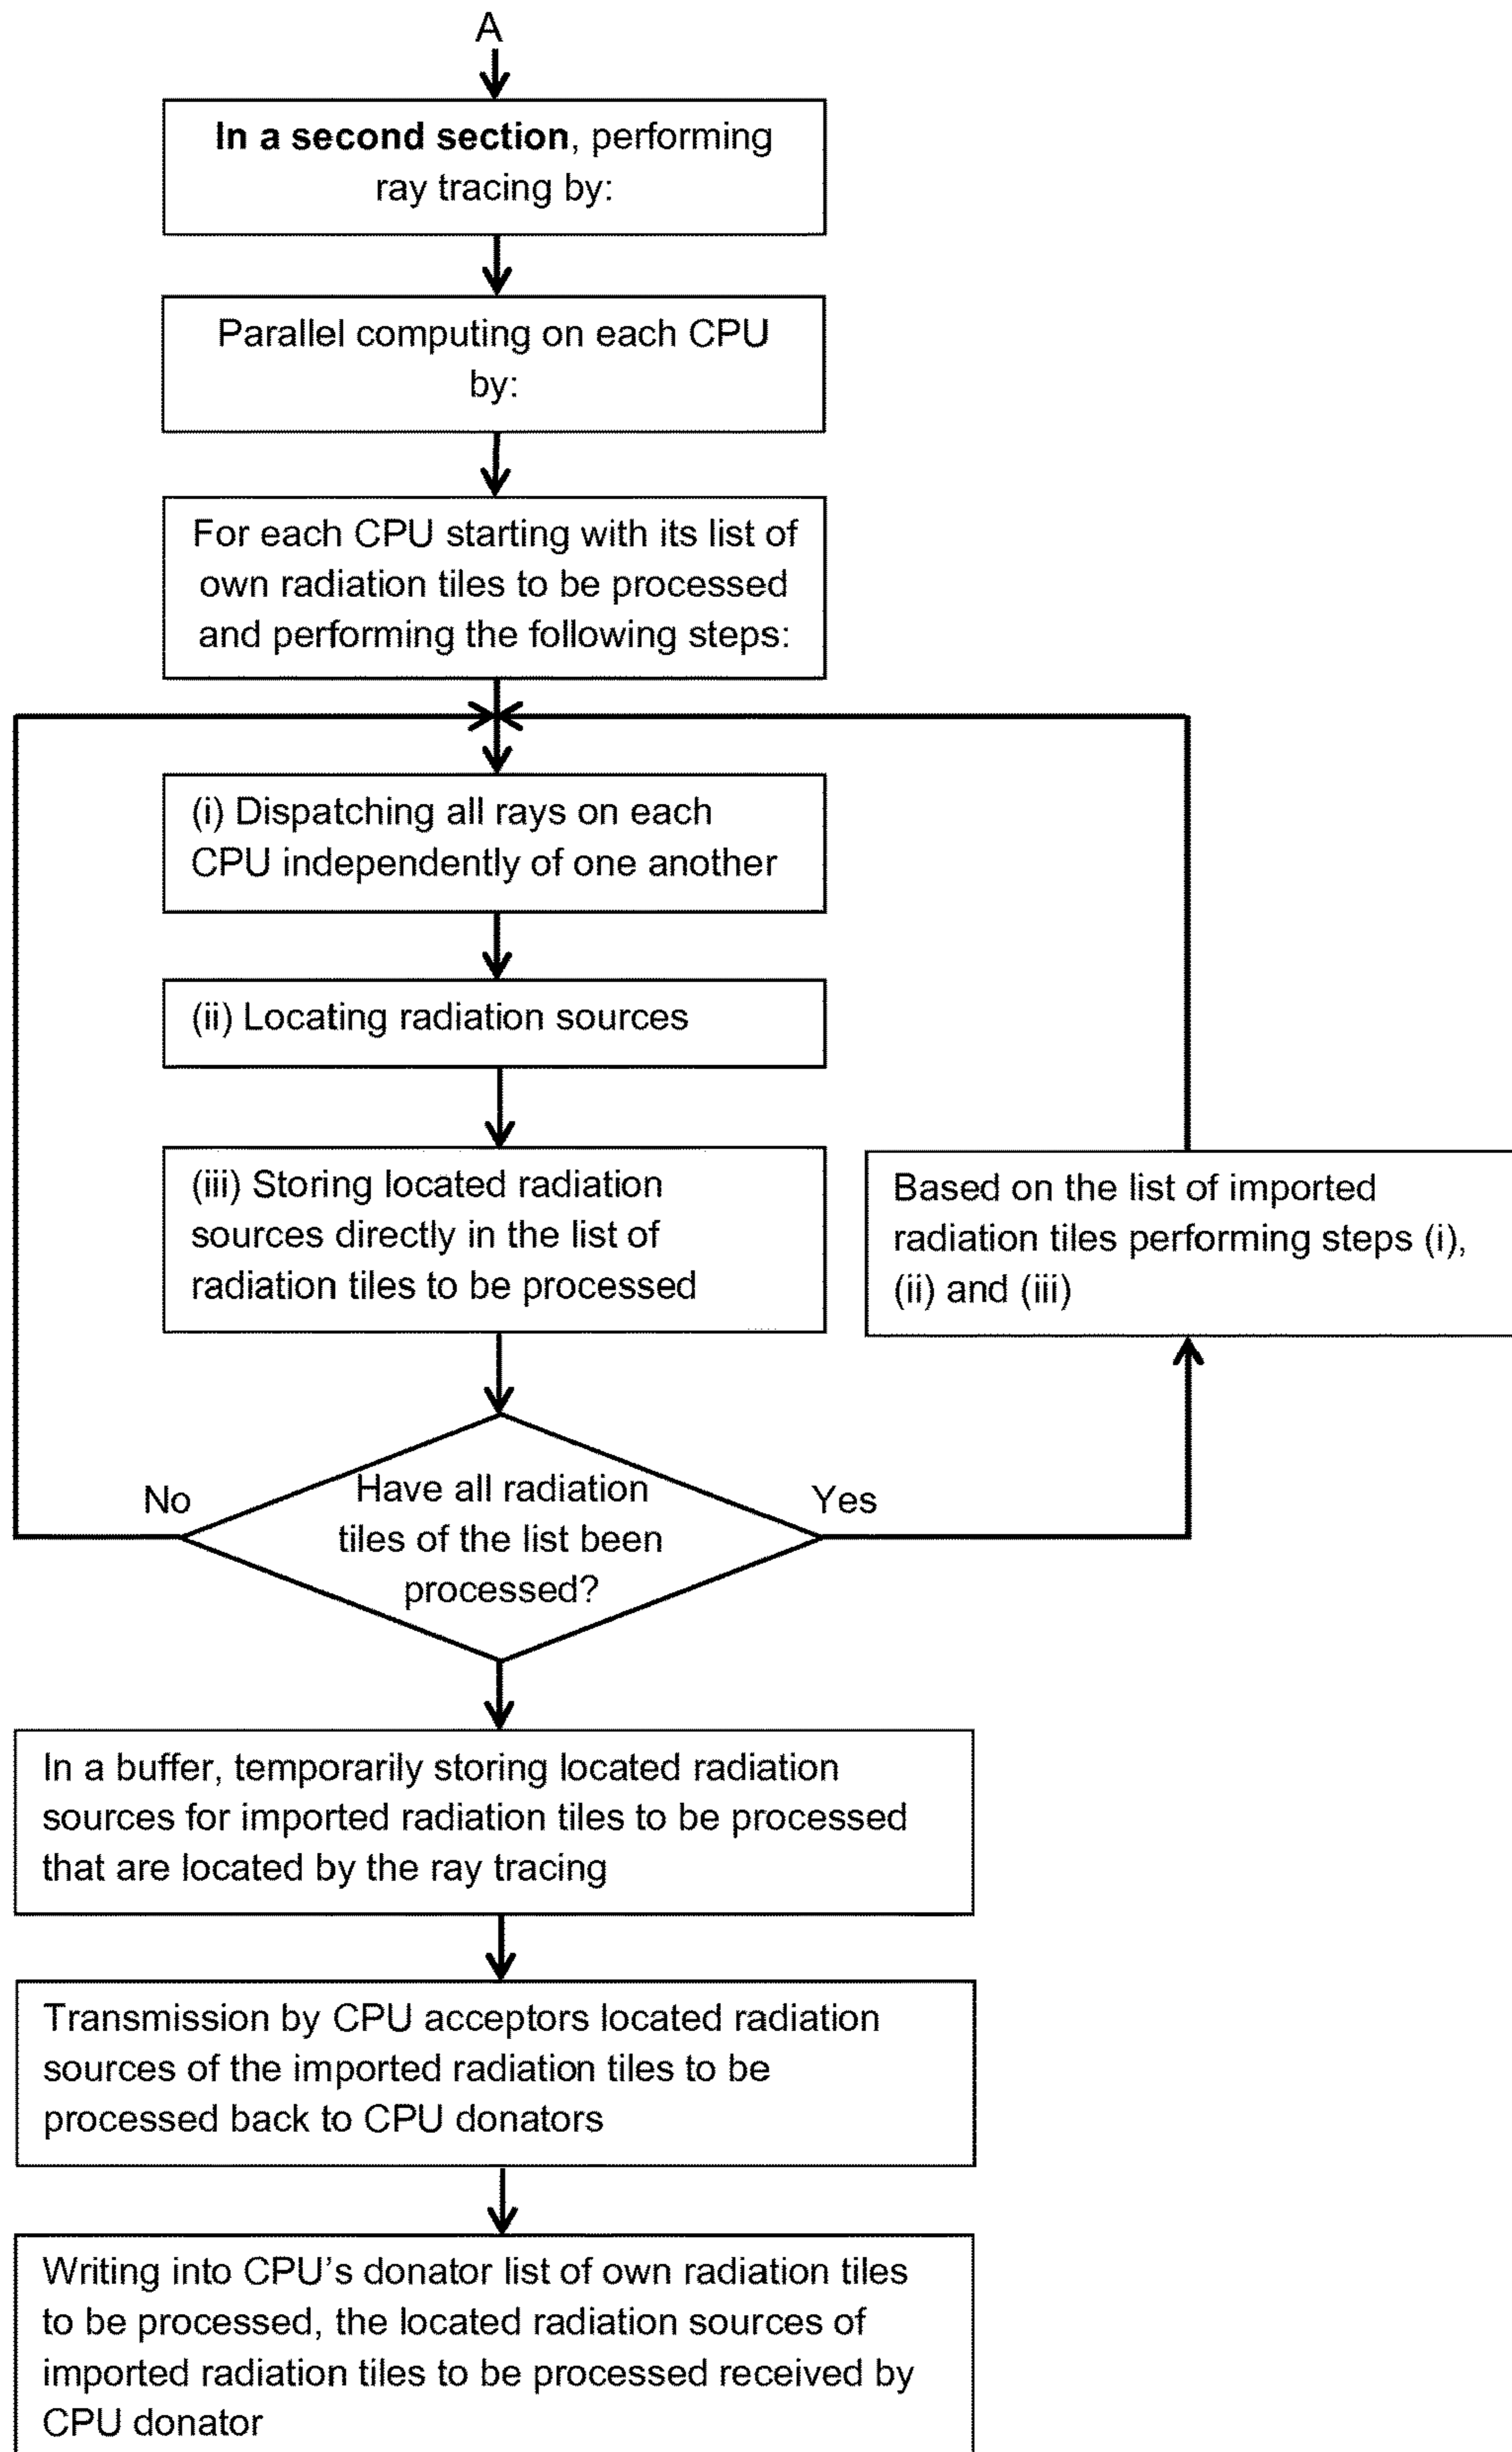 A
In a second section, performing
ray tracing by:
Parallel computing on each CPU
by:
For each CPU starting with its list of
own radiation tiles to be processed
and performing the following steps:
(i) Dispatching all rays on each
CPU independently of one another
(ii) Locating radiation sources
(iii) Storing located radiation
sources directly in the list of
radiation tiles to be processed
Based on the list of imported
radiation tiles performing steps (i),
(ii) and (iii)
No
Have all radiation
tiles of the list been
processed?
Yes
In a buffer, temporarily storing located radiation
sources for imported radiation tiles to be processed
that are located by the ray tracing
Transmission by CPU acceptors located radiation
sources of the imported radiation tiles to be
processed back to CPU donators
Writing into CPU's donator list of own radiation tiles
to be processed, the located radiation sources of
imported radiation tiles to be processed received by
CPU donator